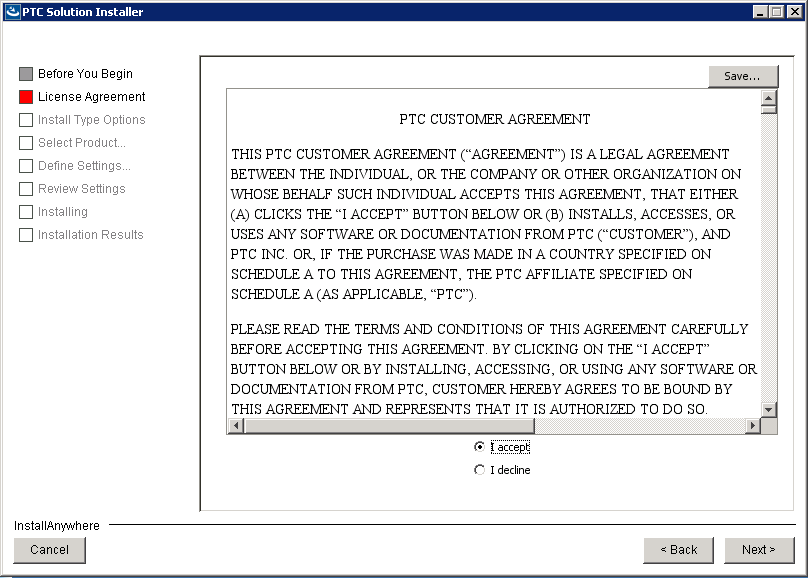 PTC Solution Installer
Before You Begin
License Agreement
Install Type Options
Select Product...
Define Settings...
Review Settings
Installing
Installation Results
Save...
PTC CUSTOMER AGREEMENT
THIS PTC CUSTOMER AGREEMENT (“AGREEMENT”) IS A LEGAL AGREEMENT
BETWEEN THE INDIVIDUAL, OR THE COMPANY OR OTHER ORGANIZATION ON
WHOSE BEHALF SUCH INDIVIDUAL ACCEPTS THIS AGREEMENT, THAT EITHER
(A) CLICKS THE “I ACCEPT” BUTTON BELOW OR (B) INSTALLS, ACCESSES, OR
USES ANY SOFTWARE OR DOCUMENTATION FROM PTC (“CUSTOMER”), AND
PTC INC. OR, IF THE PURCHASE WAS MADE IN A COUNTRY SPECIFIED ON
SCHEDULE A TO THIS AGREEMENT, THE PTC AFFILIATE SPECIFIED ON
SCHEDULE A (AS APPLICABLE, “PTC”).
PLEASE READ THE TERMS AND CONDITIONS OF THIS AGREEMENT CAREFULLY
BEFORE ACCEPTING THIS AGREEMENT. BY CLICKING ON THE “I ACCEPT”
BUTTON BELOW OR BY INSTALLING, ACCESSING, OR USING ANY SOFTWARE OR
DOCUMENTATION FROM PTC, CUSTOMER HEREBY AGREES TO BE BOUND BY
THIS AGREEMENT AND REPRESENTS THAT IT IS AUTHORIZED TO DO SO.
I accept
I decline
InstallAnywhere
Cancel
< Back
Next >